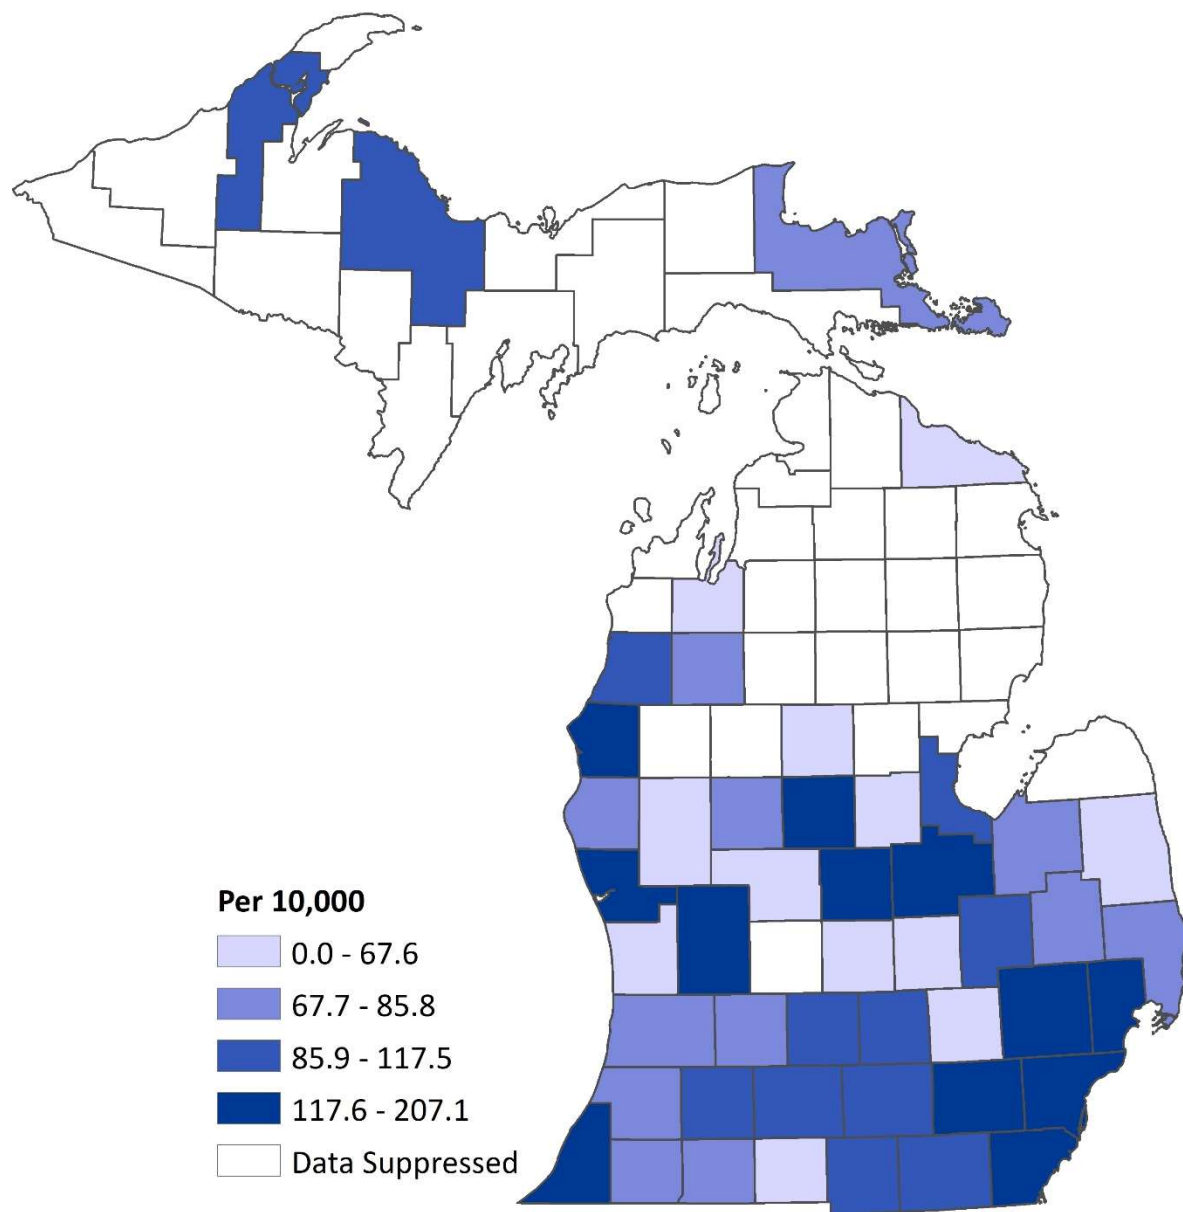 Per 10,000
0.0 - 67.6
67.7 - 85.8
85.9 - 117.5
117.6 - 207.1
Data Suppressed